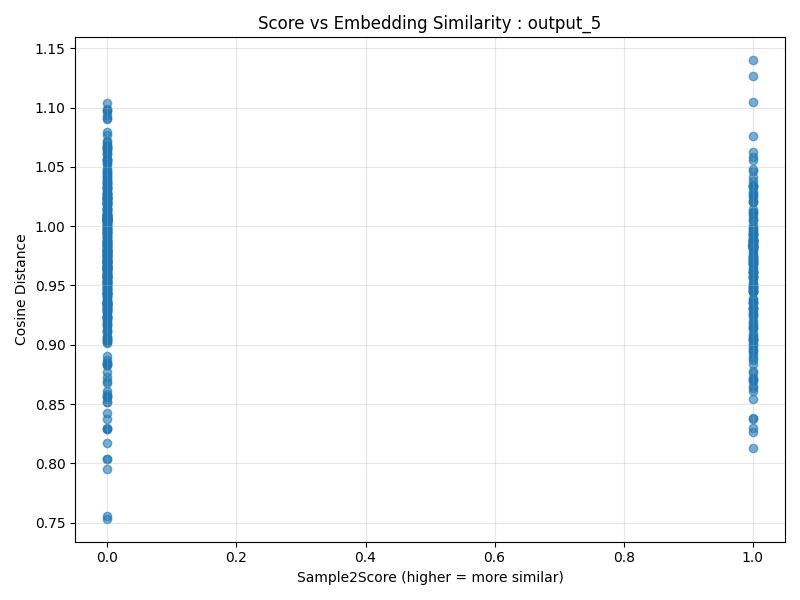 Score vs Embedding Similarity : output_5
Cosine Distance
1.15
1.10
1.05
1.00
0.95
0.90
0.85
0.80
0.75
0.0 0.2 0.4 0.6 0.8 1.0
Sample2Score (higher = more similar)